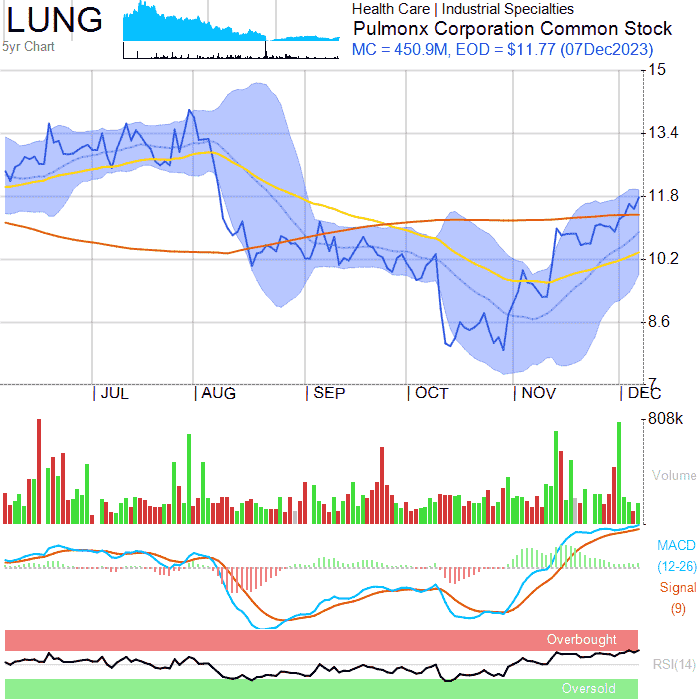 LUNG
5yr Chart
Health Care | Industrial Specialties
Pulmonx Corporation Common Stock
MC = 450.9M, EOD = $11.77 (07Dec2023)
15
13.4
11.8
10.2
8.6
7
JUL AUG SEP OCT NOV DEC
808k
Volume
MACD
(12-26)
Signal
(9)
Overbought
RSI(14)
Oversold